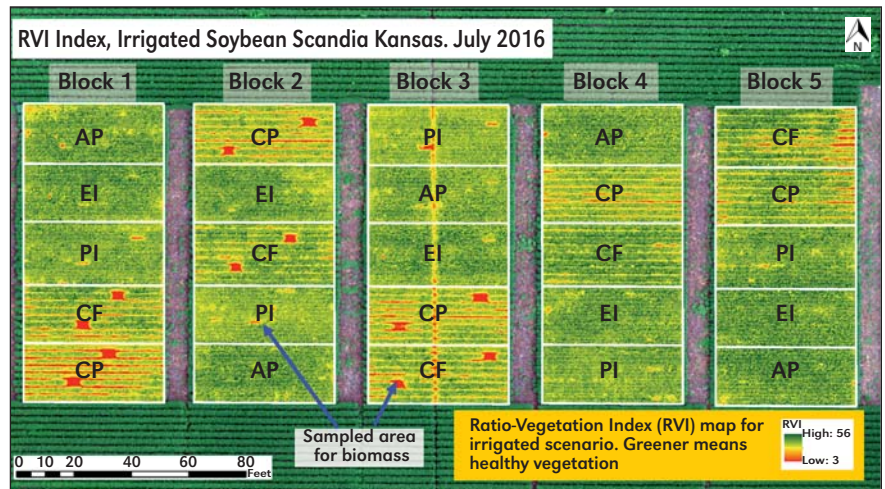 RVI Index, Irrigated Soybean Scandia Kansas. July 2016
N
Block 1 Block 2 Block 3 Block 4 Block 5
AP CP PI AP CF
EI EI AP CP CP
PI CF EI CF PI
CF PI CP EI EI
CP AP CF PI AP
Sampled area
for biomass
Ratio-Vegetation Index (RVI) map for
irrigated scenario. Greener means
healthy vegetation
RVI
High: 56
Low: 3
0 10 20 40 60 80
Feet